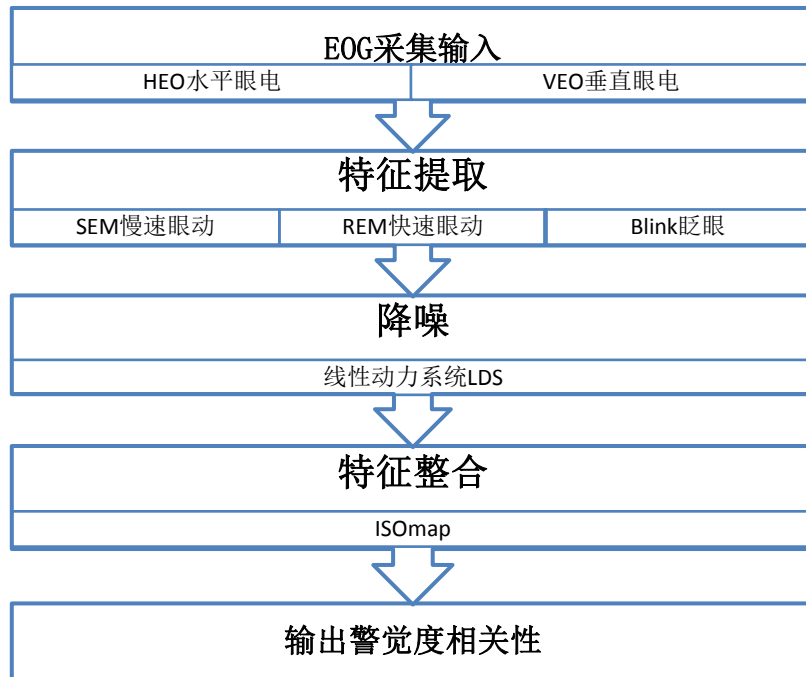 EOG采集输入
HEO水平眼电 VEO垂直眼电
特征提取
SEM慢速眼动 REM快速眼动 Blink眨眼
降噪
线性动力系统LDS
特征整合
ISOmap
输出警觉度相关性